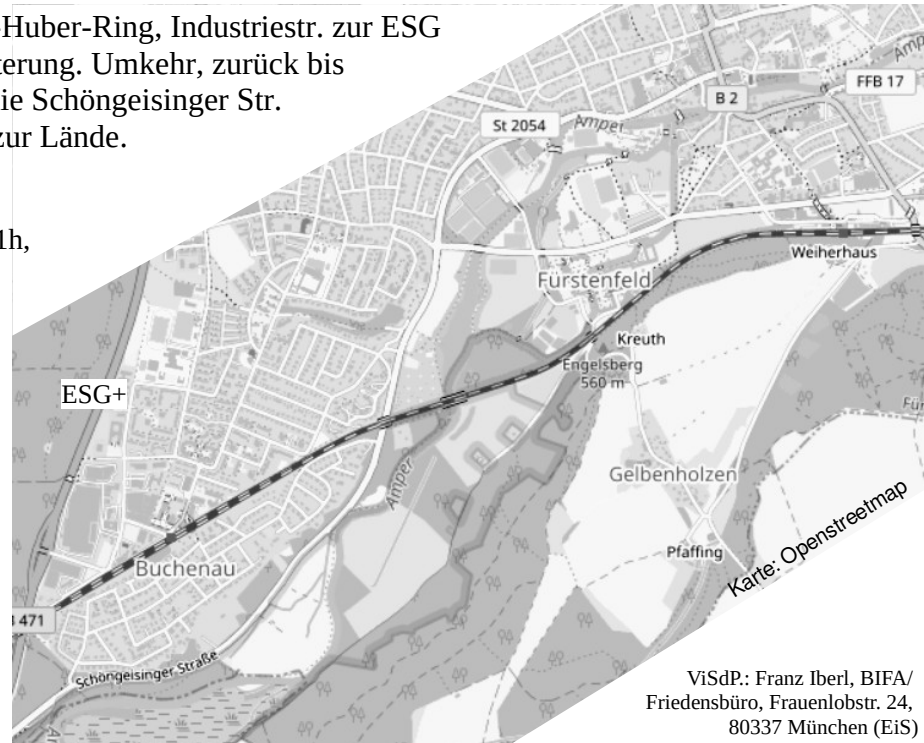 -Huber-Ring, Industriestr. zur ESG
terung. Umkehr, zurück bis
ie Schöngeisinger Str.
zur Lände.
1h,
FFB 17
B 2
St 2054
Amper
Weiherhaus
Fürstenfeld
Kreuth
Engelsberg
560 m
ESG+
Gelbenholzen
Amper
Pfaffing
Karte: Openstreetmap
Buchenau
471
Schöngeisinger Straße
ViSdP.: Franz Iberl, BIFA/
Friedensbüro, Frauenlobstr. 24,
80337 München (EiS)